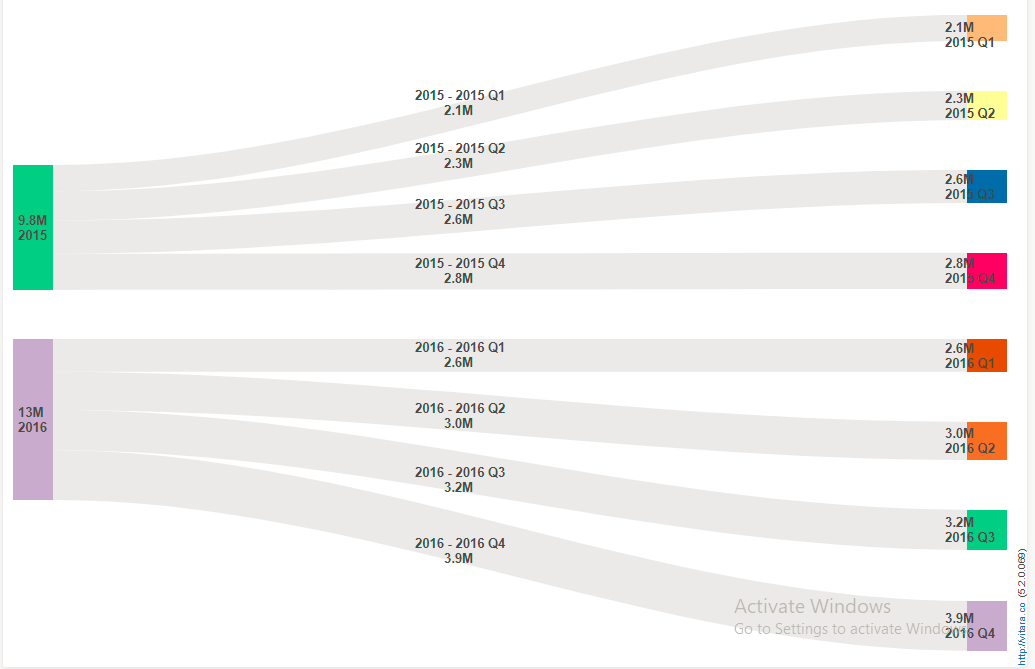 2.1M
2015 Q1
2015 - 2015 Q1
2.1M
2.3M
2015 Q2
2015 - 2015 Q2
2.3M
2.6M
2015 Q3
2015 - 2015 Q3
2.6M
9.8M
2015
2015 - 2015 Q4
2.8M
2.8M
2015 Q4
2016 - 2016 Q1
2.6M
2.6M
2016 Q1
13M
2016
2016 - 2016 Q2
3.0M
3.0M
2016 Q2
2016 - 2016 Q3
3.2M
3.2M
2016 Q3
2016 - 2016 Q4
3.9M
3.9M
2016 Q4
Activate Windows
Go to Settings to activate Windows.
http://vitara.co (5.2.0.069)